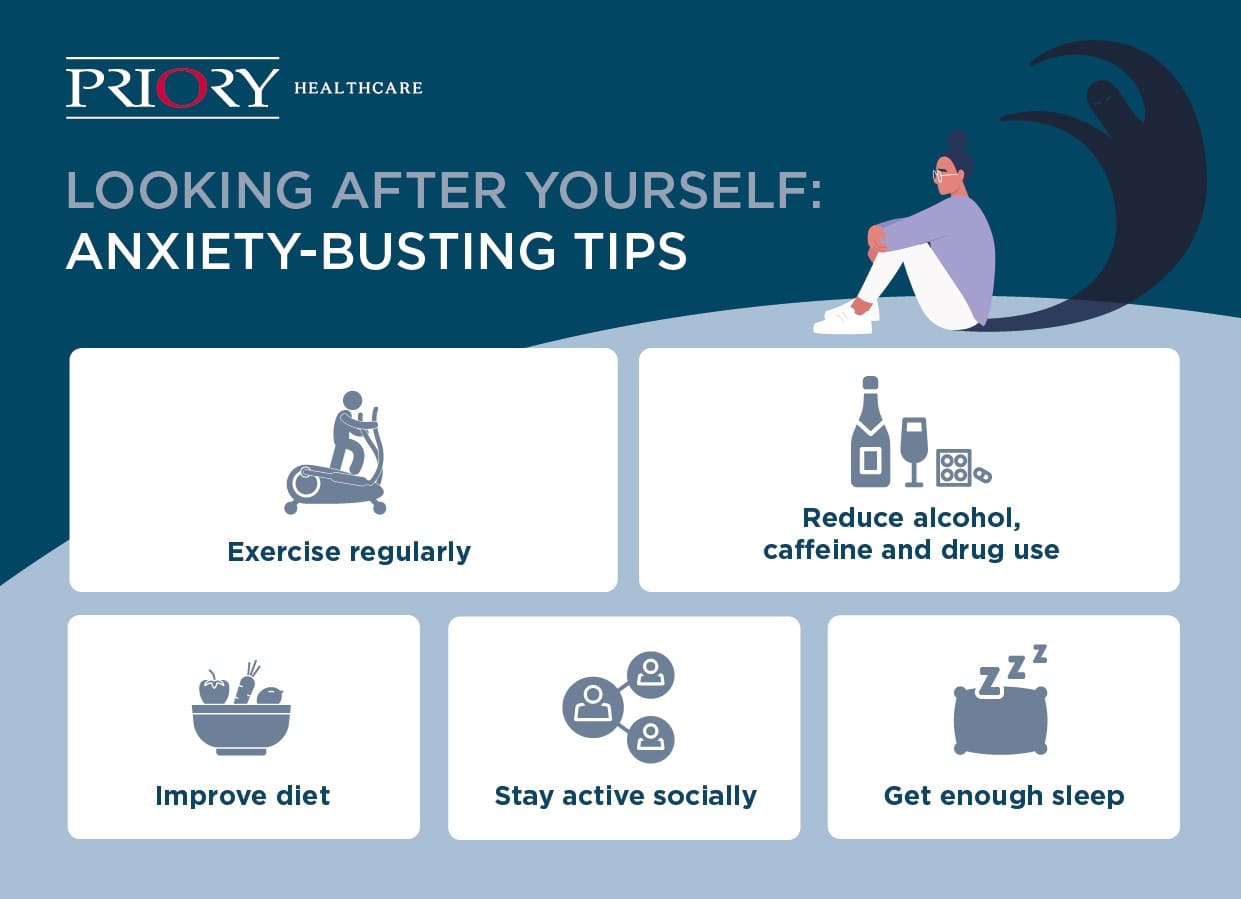 PRIORY HEALTHCARE
LOOKING AFTER YOURSELF:
ANXIETY-BUSTING TIPS
Exercise regularly
Reduce alcohol,
caffeine and drug use
Improve diet
Stay active socially
Z Z Z
Get enough sleep